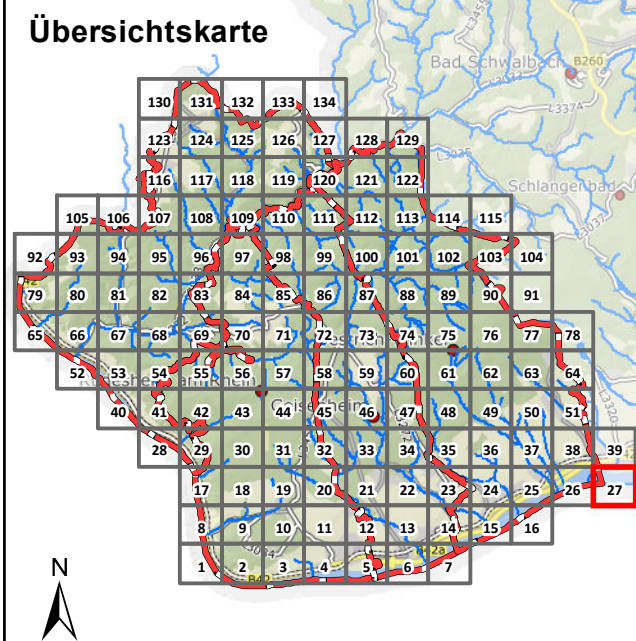 Übersichtskarte
Bad Schwalbach
B260
L3374
L3035
L3037
Schlangenbad
130 131 132 133 134
123 124 125 126 127 128 129
116 117 118 119 120 121 122
105 106 107 108 109 110 111 112 113 114 115
92 93 94 95 96 97 98 99 100 101 102 103 104
79 80 81 82 83 84 85 86 87 88 89 90 91
65 66 67 68 69 70 71 72 73 74 75 76 77 78
52 53 54 55 56 57 58 59 60 61 62 63 64
40 41 42 43 44 45 46 47 48 49 50 51
28 29 30 31 32 33 34 35 36 37 38 39
17 18 19 20 21 22 23 24 25 26 27
8 9 10 11 12 13 14 15 16
L3034
B42a
1 2 3 4 5 6 7
B42
N